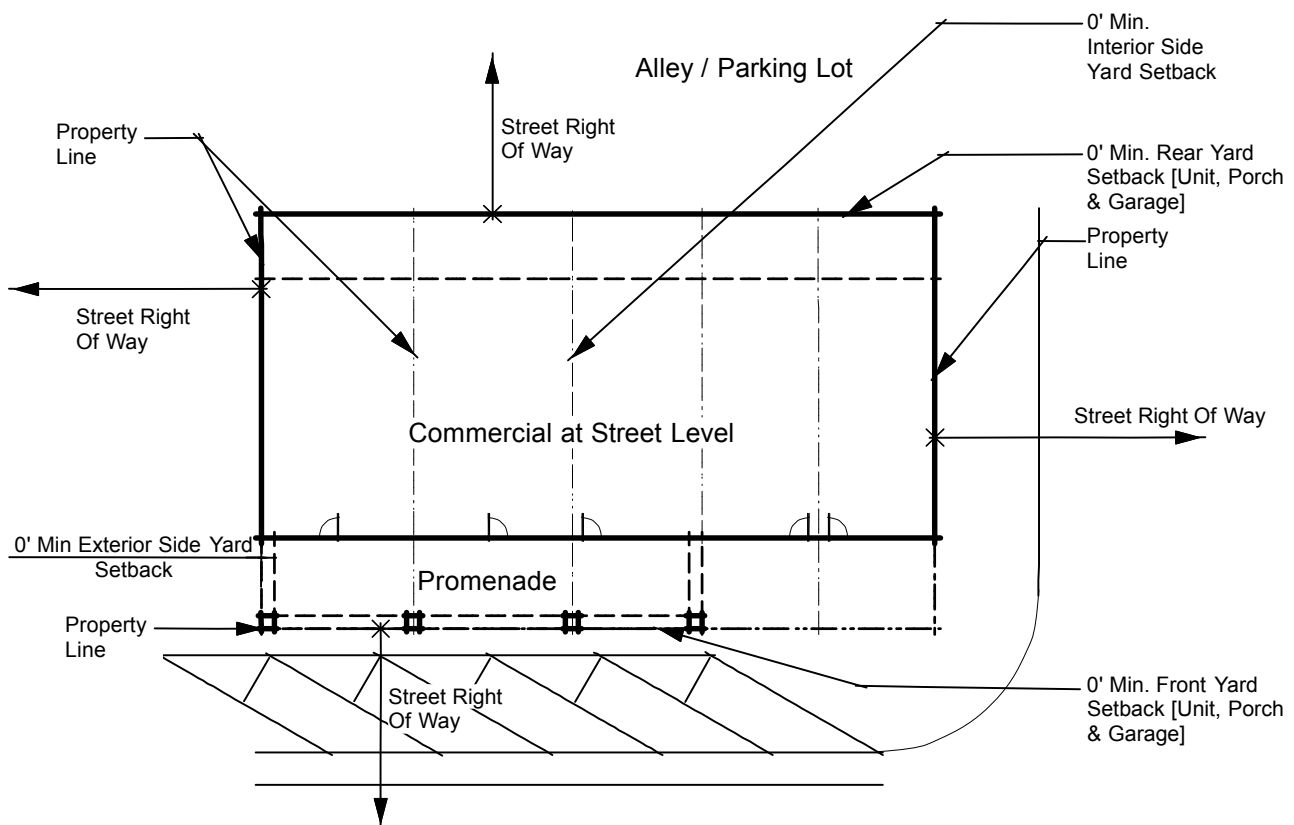 0' Min.
Interior Side
Yard Setback
Alley / Parking Lot
Property
Line
Street Right
Of Way
0' Min. Rear Yard
Setback [Unit, Porch
& Garage]
Property
Line
Street Right
Of Way
Street Right Of Way
Commercial at Street Level
0' Min Exterior Side Yard
Setback
Promenade
Property
Line
Street Right
Of Way
0' Min. Front Yard
Setback [Unit, Porch
& Garage]